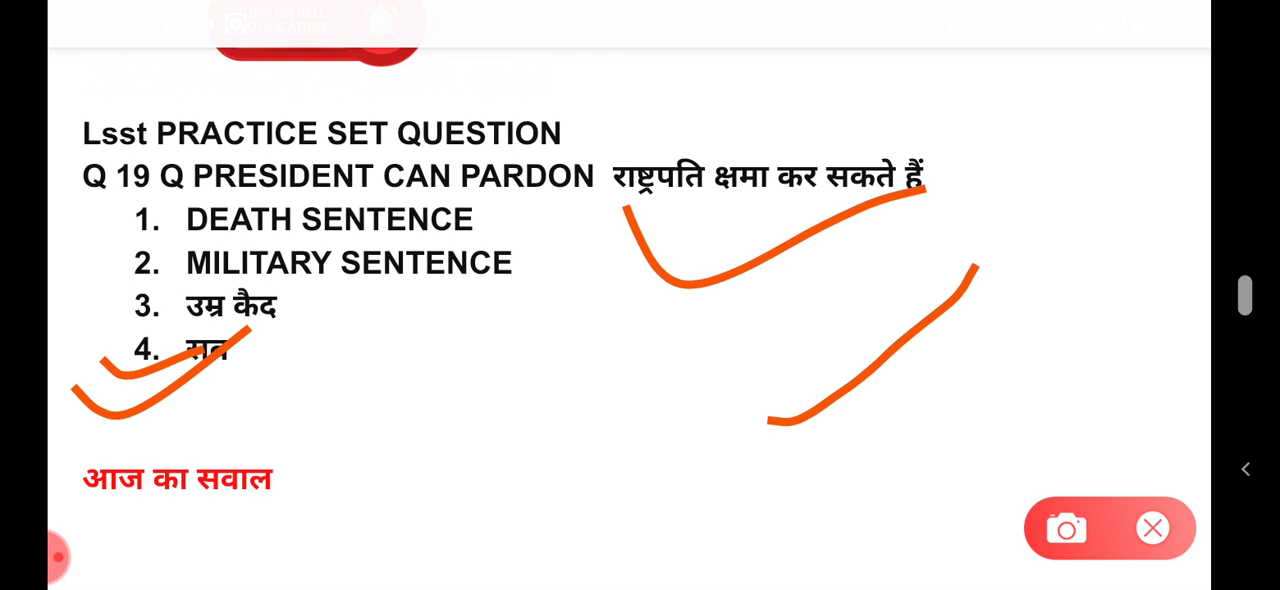 Lsst PRACTICE SET QUESTION
Q 19 Q PRESIDENT CAN PARDON राष्ट्रपति क्षमा कर सकते हैं
1. DEATH SENTENCE
2. MILITARY SENTENCE
3. उम्र कैद
4.
आज का सवाल